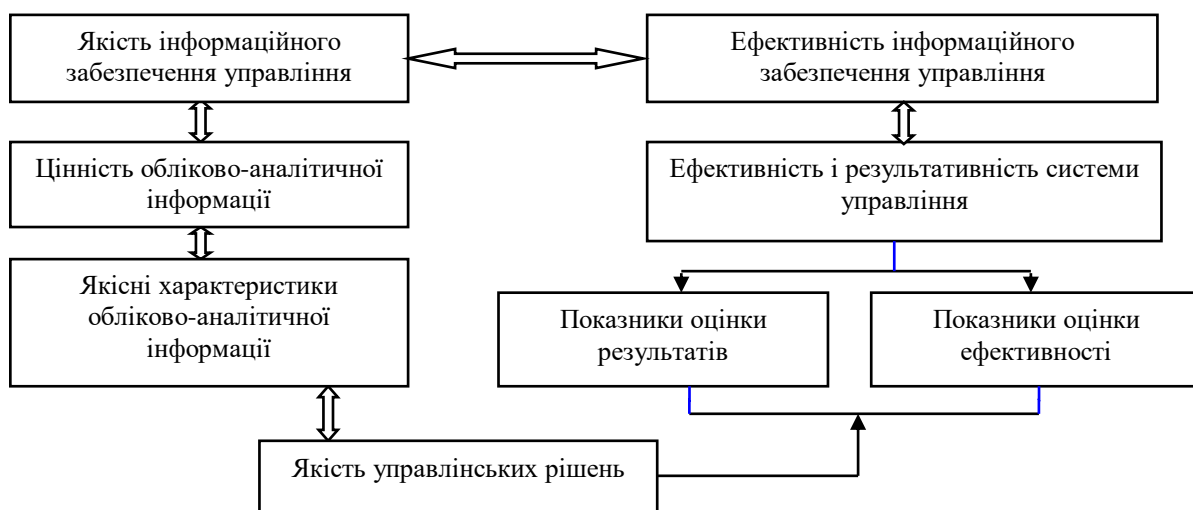 Якість інформаційного
забезпечення управління
Ефективність інформаційного
забезпечення управління
Цінність обліково-аналітичної
інформації
Ефективність і результативність системи
управління
Якісні характеристики
обліково-аналітичної
інформації
Показники оцінки
результатів
Показники оцінки
ефективності
Якість управлінських рішень